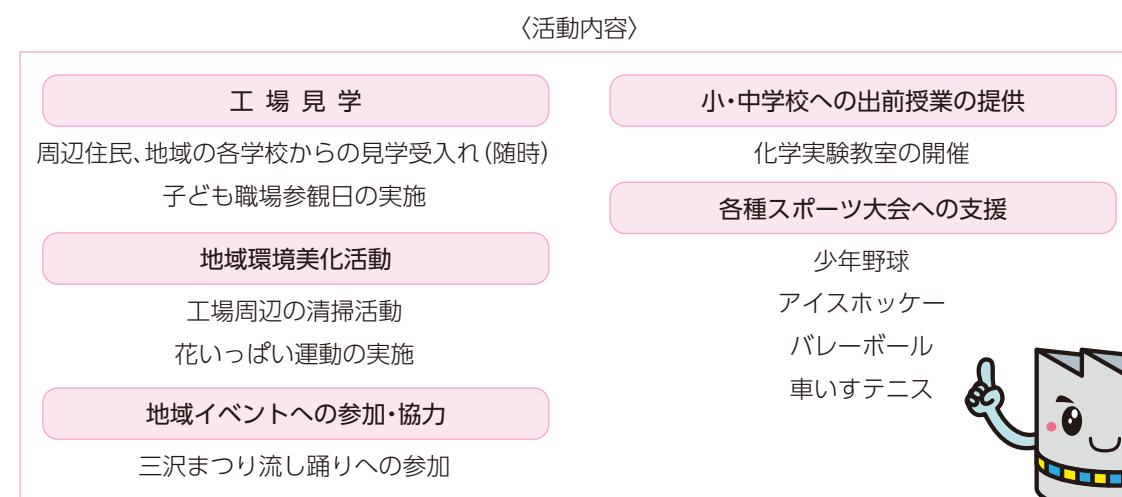 〈活動内容〉
工場見学
周辺住民、地域の各学校からの見学受入れ(随時)
子ども職場参観日の実施
地域環境美化活動
工場周辺の清掃活動
花いっぱい運動の実施
地域イベントへの参加・協力
三沢まつり流し踊りへの参加
小・中学校への出前授業の提供
化学実験教室の開催
各種スポーツ大会への支援
少年野球
アイスホッケー
バレーボール
車いすテニス